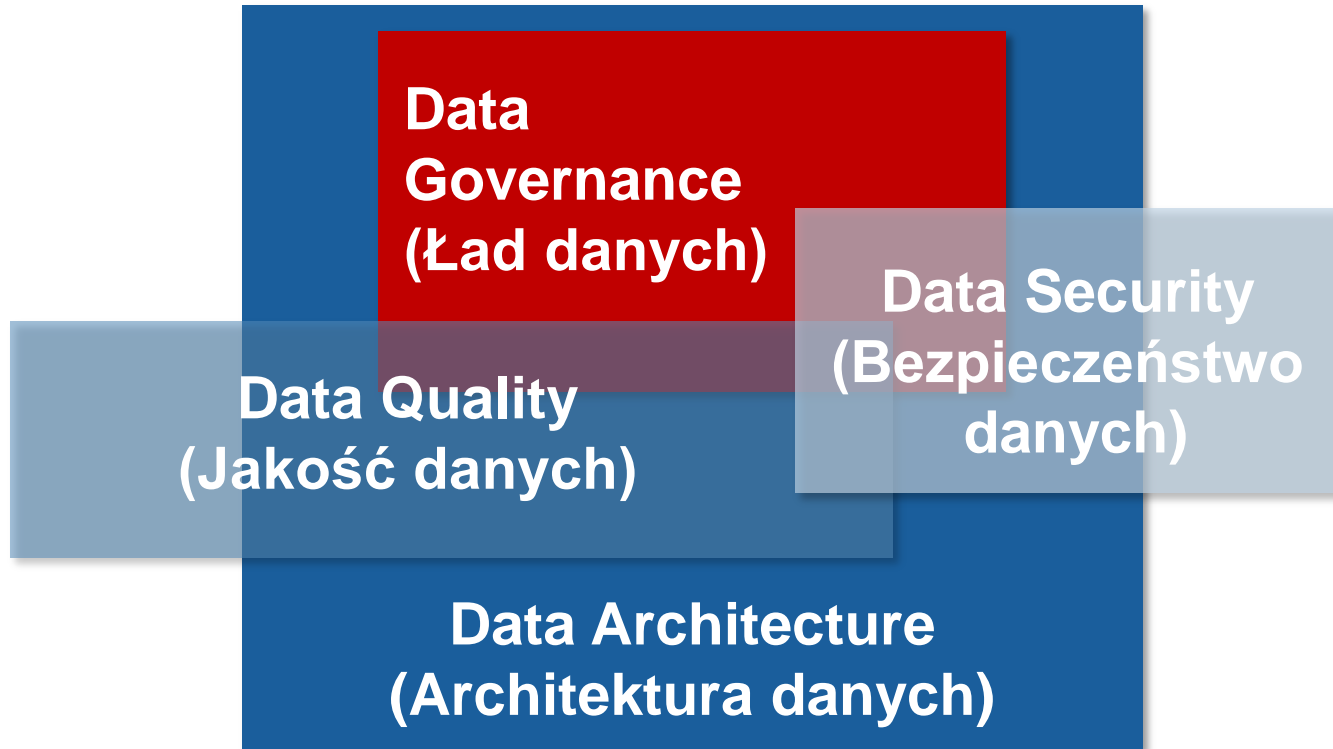 Data
Governance
(Ład danych)
Data Security
(Bezpieczeństwo
danych)
Data Quality
(Jakość danych)
Data Architecture
(Architektura danych)